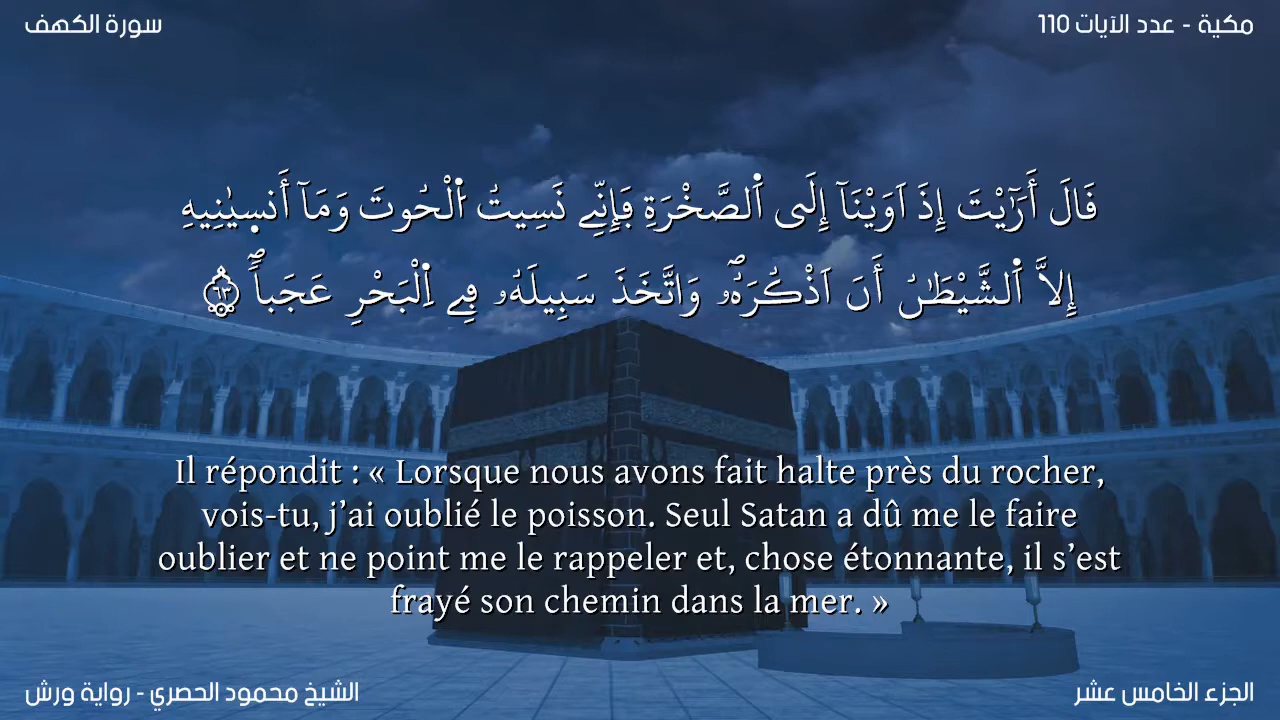 سورة الكهف
مكية - عدد الآيات 110
قَالَ أَرَٰٓيْتَ إِذَ اَوَيْنَآ إِلَى اَ۬لصَّخْرَةِ فَإِنِّے نَسِيتُ اُ۬لْحُوتَ وَمَآ أَنس۪يٰنِيهِ
إِلَّا اَ۬لشَّيْطَٰنُ أَنَ اَذْكُرَهُۥۖ وَاتَّخَذَ سَبِيلَهُۥ فِے اِ۬لْبَحْرِ عَجَباٗۖ ٦٣
Il répondit : « Lorsque nous avons fait halte près du rocher,
vois-tu, j’ai oublié le poisson. Seul Satan a dû me le faire
oublier et ne point me le rappeler et, chose étonnante, il s’est
frayé son chemin dans la mer. »
الشيخ محمود الحصري - رواية ورش
الجزء الخامس عشر